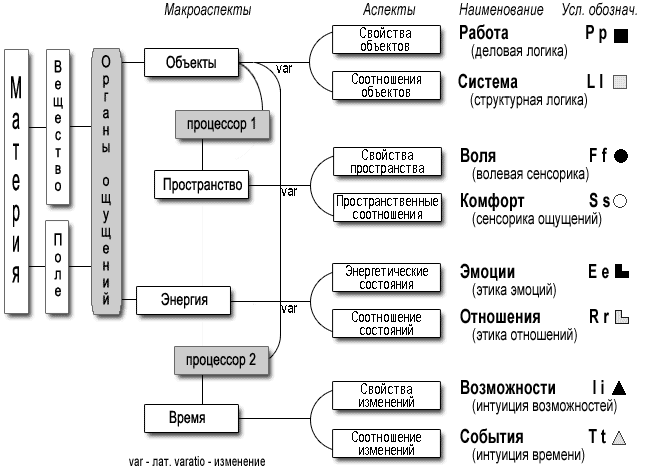 Макроаспекты Аспекты Наименование Усл. обознач.
Материя
Вещество
Поле
Органы ощущений
Объекты
var
Свойства
объектов
Работа
(деловая логика)
P p
Соотношения
объектов
Система
(структурная логика)
L l
процессор 1
Пространство
var
Свойства
пространства
Воля
(волевая сенсорика)
F f
Пространственные
соотношения
Комфорт
(сенсорика ощущений)
S s
Энергия
var
Энергетические
состояния
Эмоции
(этика эмоций)
E e
Соотношение
состояний
Отношения
(этика отношений)
R r
процессор 2
Время
Свойства
изменений
Возможности
(интуиция возможностей)
I i
Соотношение
изменений
События
(интуиция времени)
T t
var - лат. varatio - изменение